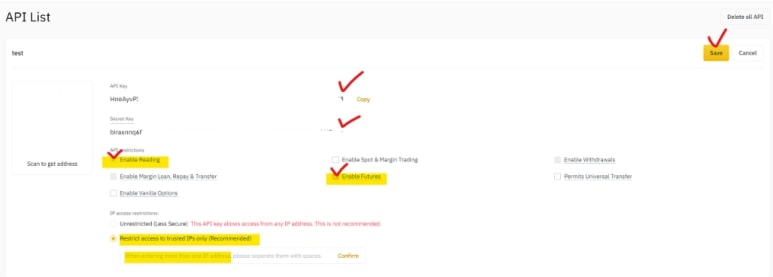 API List
Delete all API
test
Save Cancel
API Key
HneAyvP!
Copy
Secret Key
birasnnq6f
Scan to get address
API restrictions
Enable Reading
Enable Spot & Margin Trading
Enable Withdrawals
Enable Margin Loan, Repay & Transfer
Enable Futures
Permits Universal Transfer
Enable Vanilla Options
IP access restrictions:
Unrestricted (Less Secure) This API key allows access from any IP address. This is not recommended.
Restrict access to trusted IPs only (Recommended)
When entering more than one IP address, please separate them with spaces.
Confirm